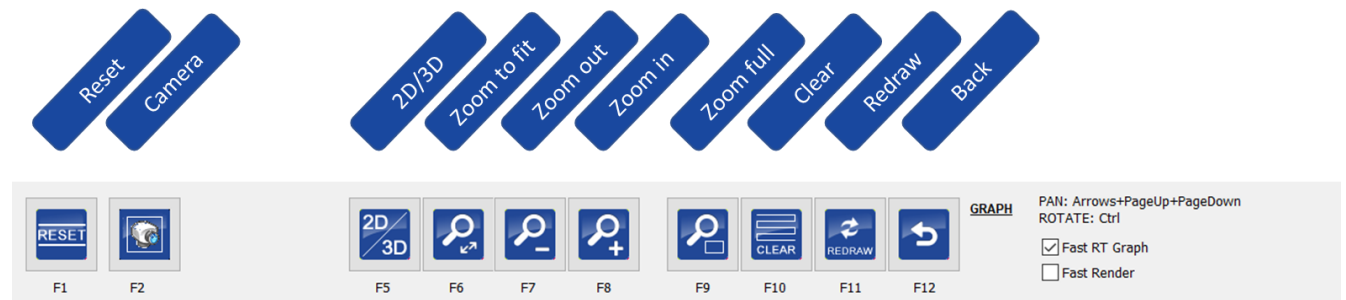 Reset
Camera
2D/3D
Zoom to fit
Zoom out
Zoom in
Zoom full
Clear
Redraw
Back
RESET
2D
3D
CLEAR
REDRAW
GRAPH
PAN: Arrows+PageUp+PageDown
ROTATE: Ctrl
Fast RT Graph
Fast Render
F1
F2
F5
F6
F7
F8
F9
F10
F11
F12